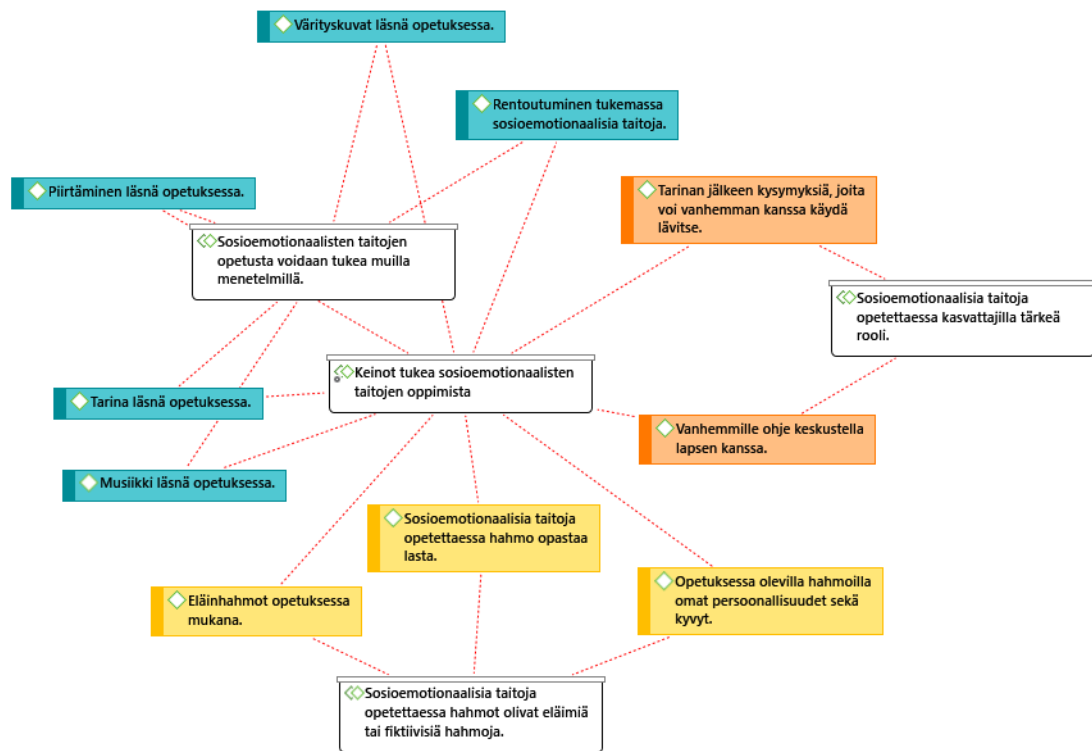 Värityskuvat läsnä opetuksessa.
Rentoutuminen tukemassa
sosioemotionaalisia taitoja.
Piirtäminen läsnä opetuksessa.
Tarinan jälkeen kysymyksiä, joita
voi vanhemman kanssa käydä
lävitse.
Sosioemotionaalisten taitojen
opetusta voidaan tukea muilla
menetelmillä.
Sosioemotionaalisia taitoja
opetettaessa kasvattajilla tärkeä
rooli.
Keinot tukea sosioemotionaalisten
taitojen oppimista
Tarina läsnä opetuksessa.
Vanhemmille ohje keskustella
lapsen kanssa.
Musiikki läsnä opetuksessa.
Sosioemotionaalisia taitoja
opetettaessa hahmo opastaa
lasta.
Eläinhahmot opetuksessa
mukana.
Opetuksessa olevilla hahmoilla
omat persoonallisuudet sekä
kyvyt.
Sosioemotionaalisia taitoja
opetettaessa hahmot olivat eläimiä
tai fiktiivisiä hahmoja.